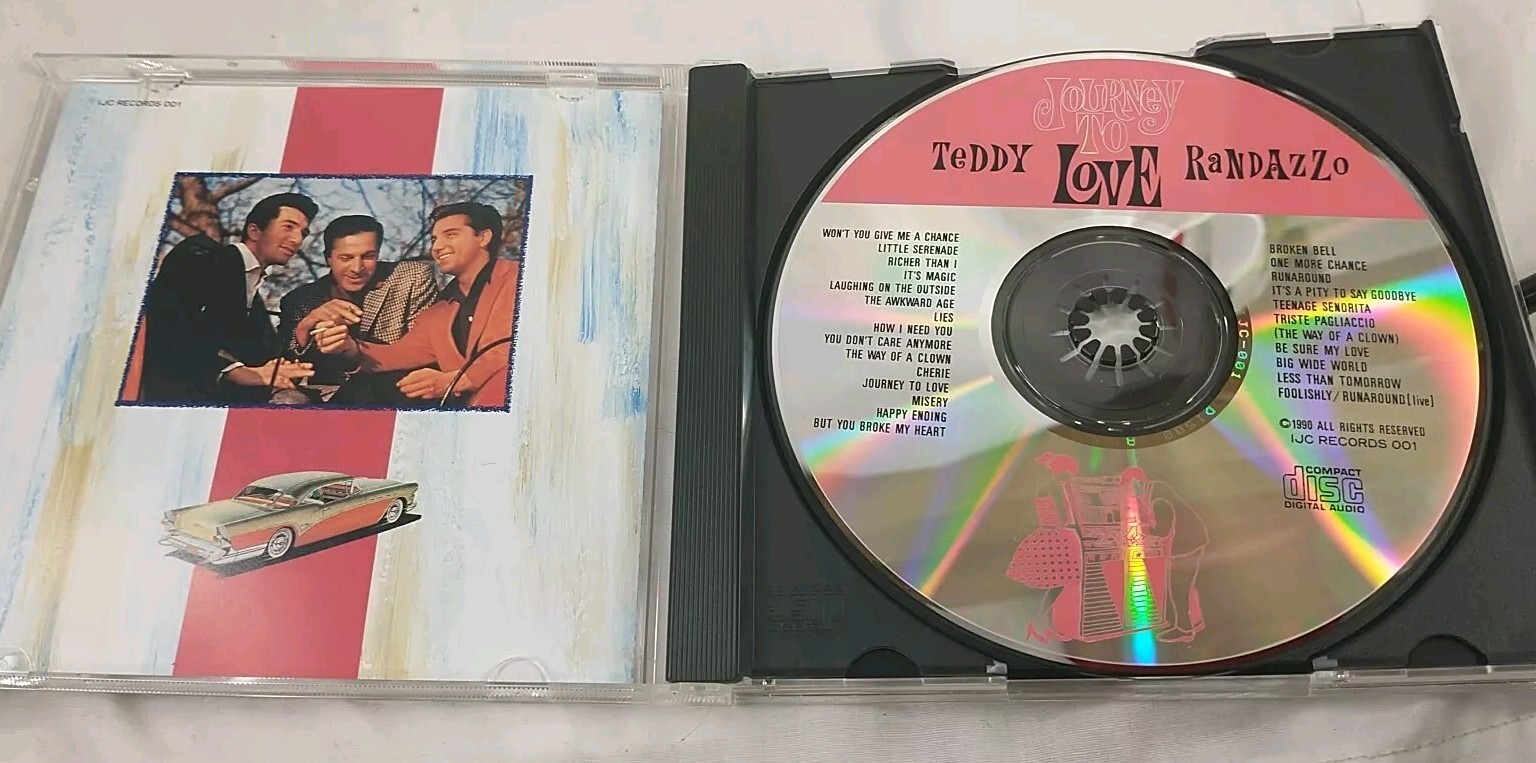 IJC RECORDS 001
JOURNEY
TO
TEDDY LOVE RANDAZZO
WON'T YOU GIVE ME A CHANCE
LITTLE SERENADE
RICHER THAN I
IT'S MAGIC
LAUGHING ON THE OUTSIDE
THE AWKWARD AGE
LIES
HOW I NEED YOU
YOU DON'T CARE ANYMORE
THE WAY OF A CLOWN
CHERIE
JOURNEY TO LOVE
MISERY
HAPPY ENDING
BUT YOU BROKE MY HEART
BROKEN BELL
ONE MORE CHANCE
RUNAROUND
IT'S A PITY TO SAY GOODBYE
TEENAGE SENORITA
TRISTE PAGLIACCIO
(THE WAY OF A CLOWN)
BE SURE MY LOVE
BIG WIDE WORLD
LESS THAN TOMORROW
FOOLISHLY/RUNAROUND[live]
©1990 ALL RIGHTS RESERVED
IJC RECORDS 001
COMPACT
disc
DIGITAL AUDIO